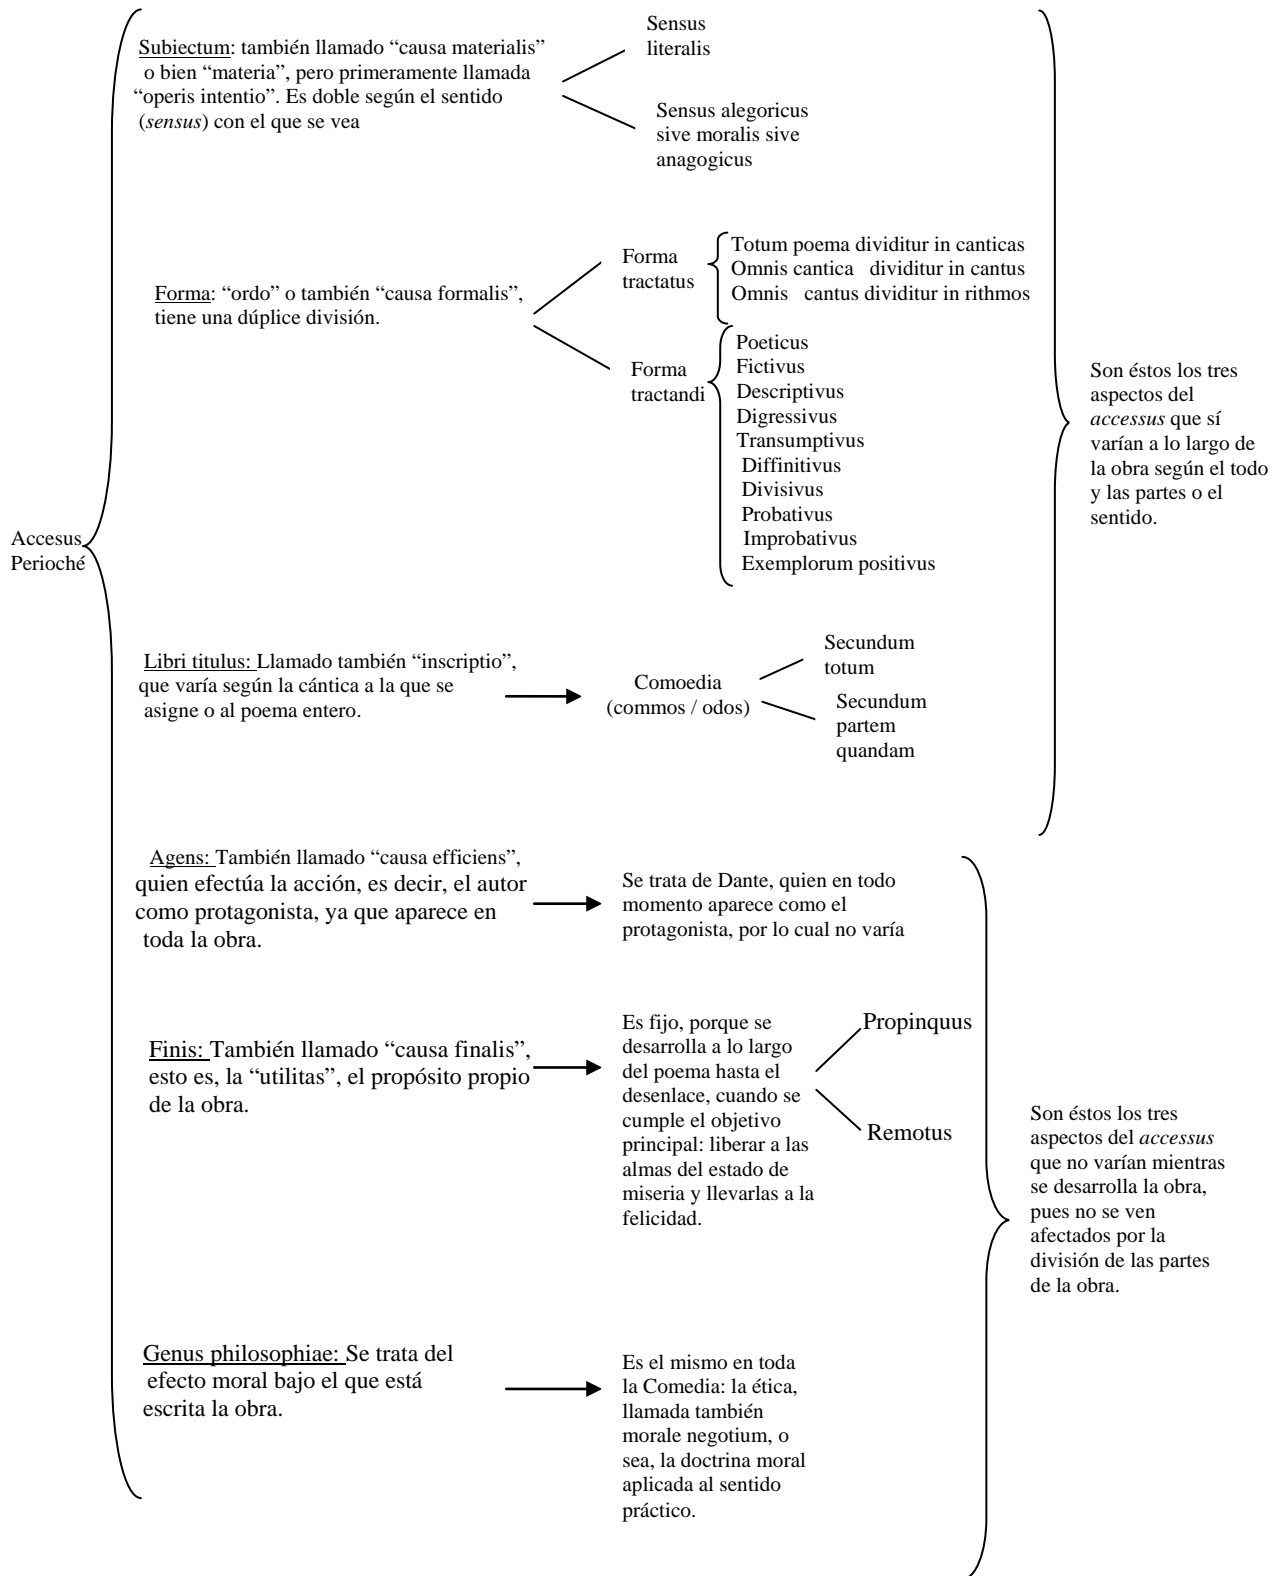 Accesus
Perioché
Subiectum: también llamado “causa materialis”
o bien “materia”, pero primeramente llamada
“operis intentio”. Es doble según el sentido
(sensus) con el que se vea
Sensus
literalis
Sensus alegoricus
sive moralis sive
anagogicus
Forma: “ordo” o también “causa formalis”,
tiene una dúplice división.
Forma
tractatus
Totum poema dividitur in canticas
Omnis cantica dividitur in cantus
Omnis cantus dividitur in rithmos
Forma
tractandi
Poeticus
Fictivus
Descriptivus
Digressivus
Transumptivus
Diffinitivus
Divisivus
Probativus
Improbativus
Exemplorum positivus
Libri titulus: Llamado también “inscriptio”,
que varía según la cántica a la que se
asigne o al poema entero.
Comoedia
(commos / odos)
Secundum
totum
Secundum
partem
quandam
Son éstos los tres
aspectos del
accessus que sí
varían a lo largo de
la obra según el todo
y las partes o el
sentido.
Agens: También llamado “causa efficiens”,
quien efectúa la acción, es decir, el autor
como protagonista, ya que aparece en
toda la obra.
Se trata de Dante, quien en todo
momento aparece como el
protagonista, por lo cual no varía
Finis: También llamado “causa finalis”,
esto es, la “utilitas”, el propósito propio
de la obra.
Es fijo, porque se
desarrolla a lo largo
del poema hasta el
desenlace, cuando se
cumple el objetivo
principal: liberar a las
almas del estado de
miseria y llevarlas a la
felicidad.
Propinquus
Remotus
Genus philosophiae: Se trata del
efecto moral bajo el que está
escrita la obra.
Es el mismo en toda
la Comedia: la ética,
llamada también
morale negotium, o
sea, la doctrina moral
aplicada al sentido
práctico.
Son éstos los tres
aspectos del accessus
que no varían mientras
se desarrolla la obra,
pues no se ven
afectados por la
división de las partes
de la obra.